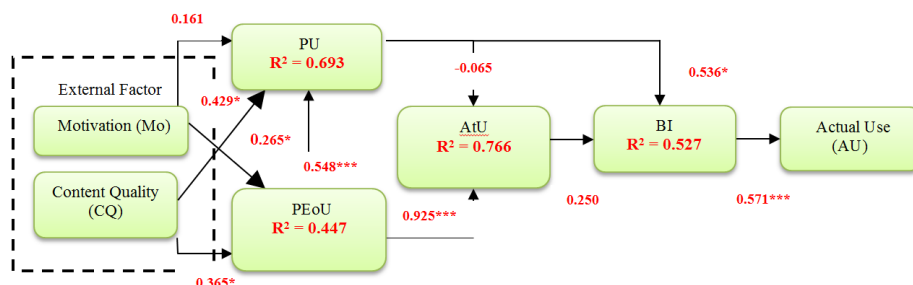 0.161
PU
R² = 0.693
-0.065
0.536*
External Factor
0.429*
Motivation (Mo)
0.265*
AtU
R² = 0.766
BI
R² = 0.527
Actual Use
(AU)
0.548***
Content Quality
(CQ)
PEoU
R² = 0.447
0.925***
0.250
0.571***
0.365*